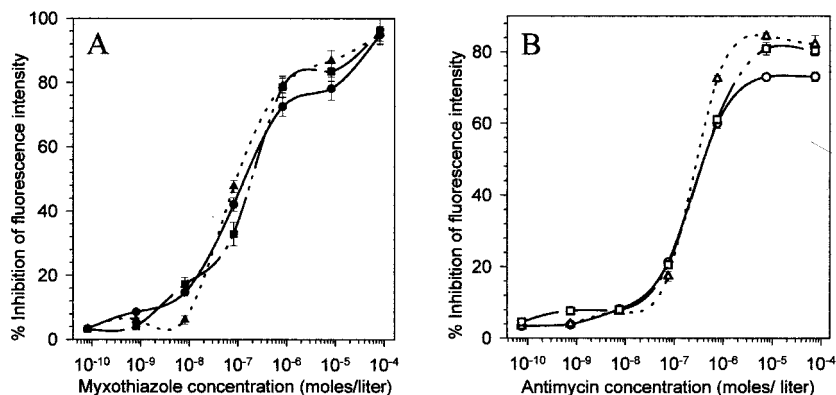 A
% Inhibition of fluorescence intensity
100
80
60
40
20
0
10-10 10-9 10-8 10-7 10-6 10-5 10-4
Myxothiazole concentration (moles/liter)
B
% Inhibition of fluorescence intensity
80
60
40
20
0
10-10 10-9 10-8 10-7 10-6 10-5 10-4
Antimycin concentration (moles/ liter)